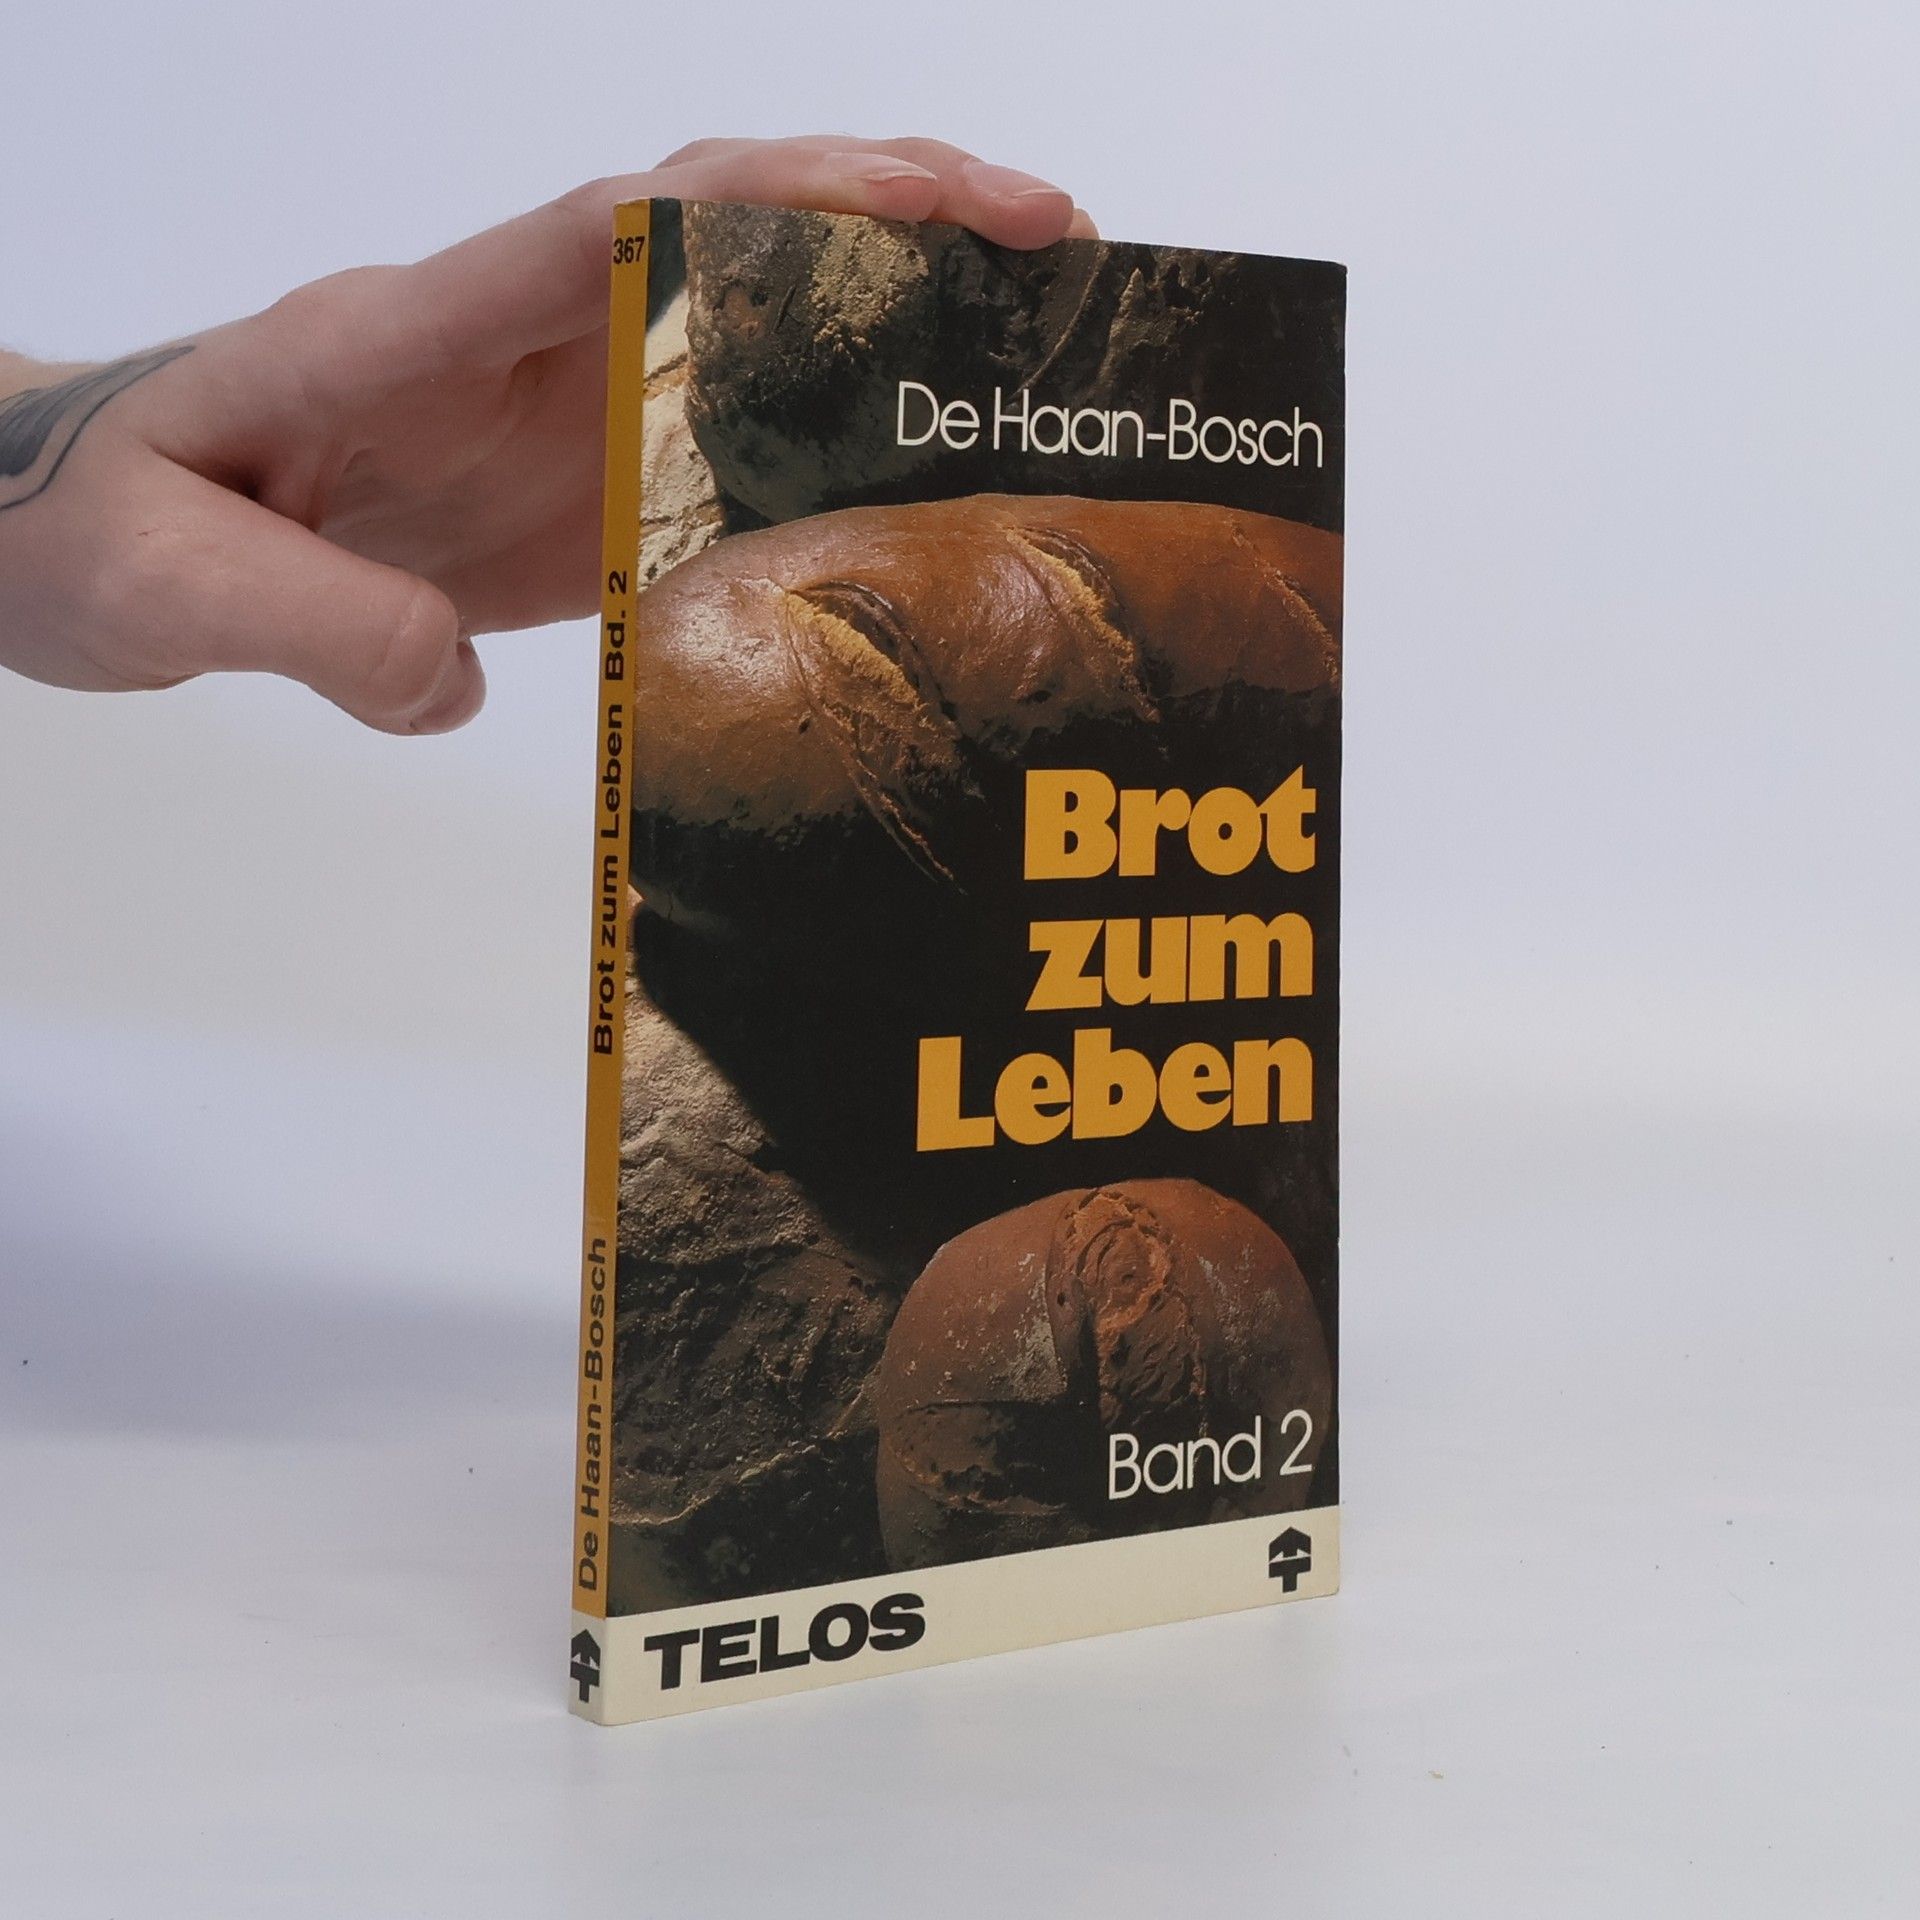 367
De Haan-Bosch Brot zum Leben Bd. 2
De Haan-Bosch
Brot
zum
Leben
Band 2
TELOS